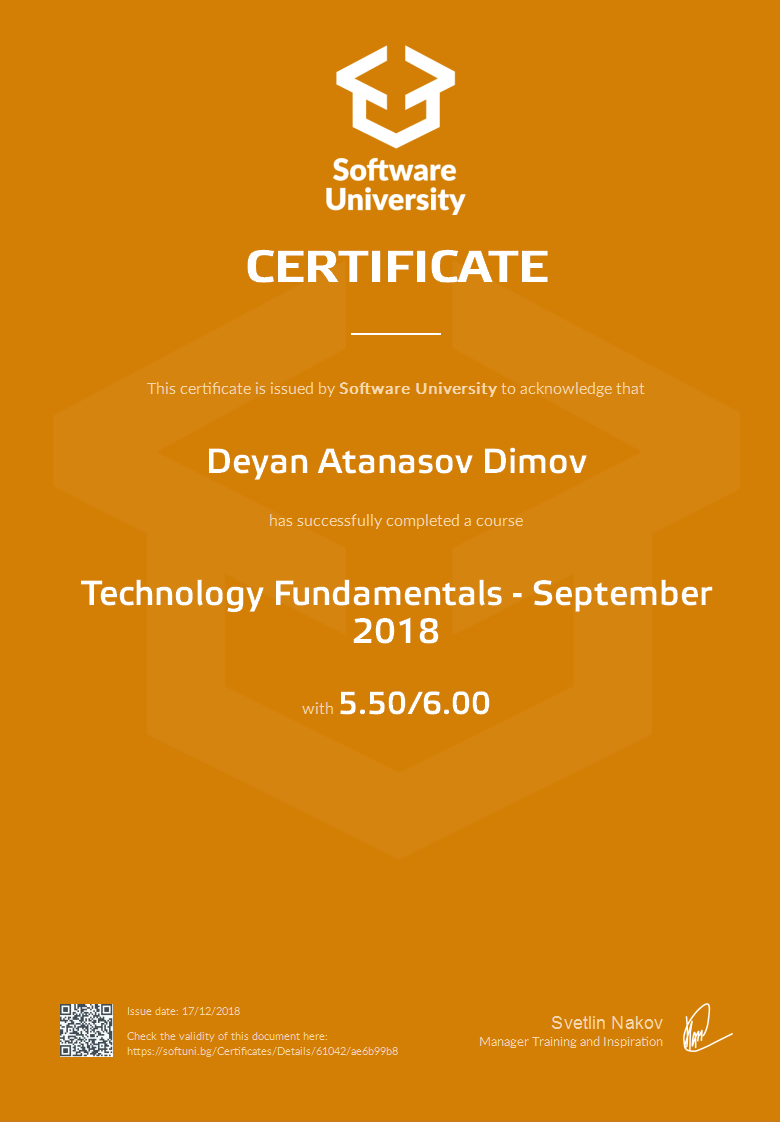 Software
University
CERTIFICATE
This certificate is issued by Software University to acknowledge that
Deyan Atanasov Dimov
has successfully completed a course
Technology Fundamentals - September
2018
with 5.50/6.00
Issue date: 17/12/2018
Check the validity of this document here:
https://softuni.bg/Certificates/Details/61042/ae6b99b8
Svetlin Nakov
Manager Training and Inspiration